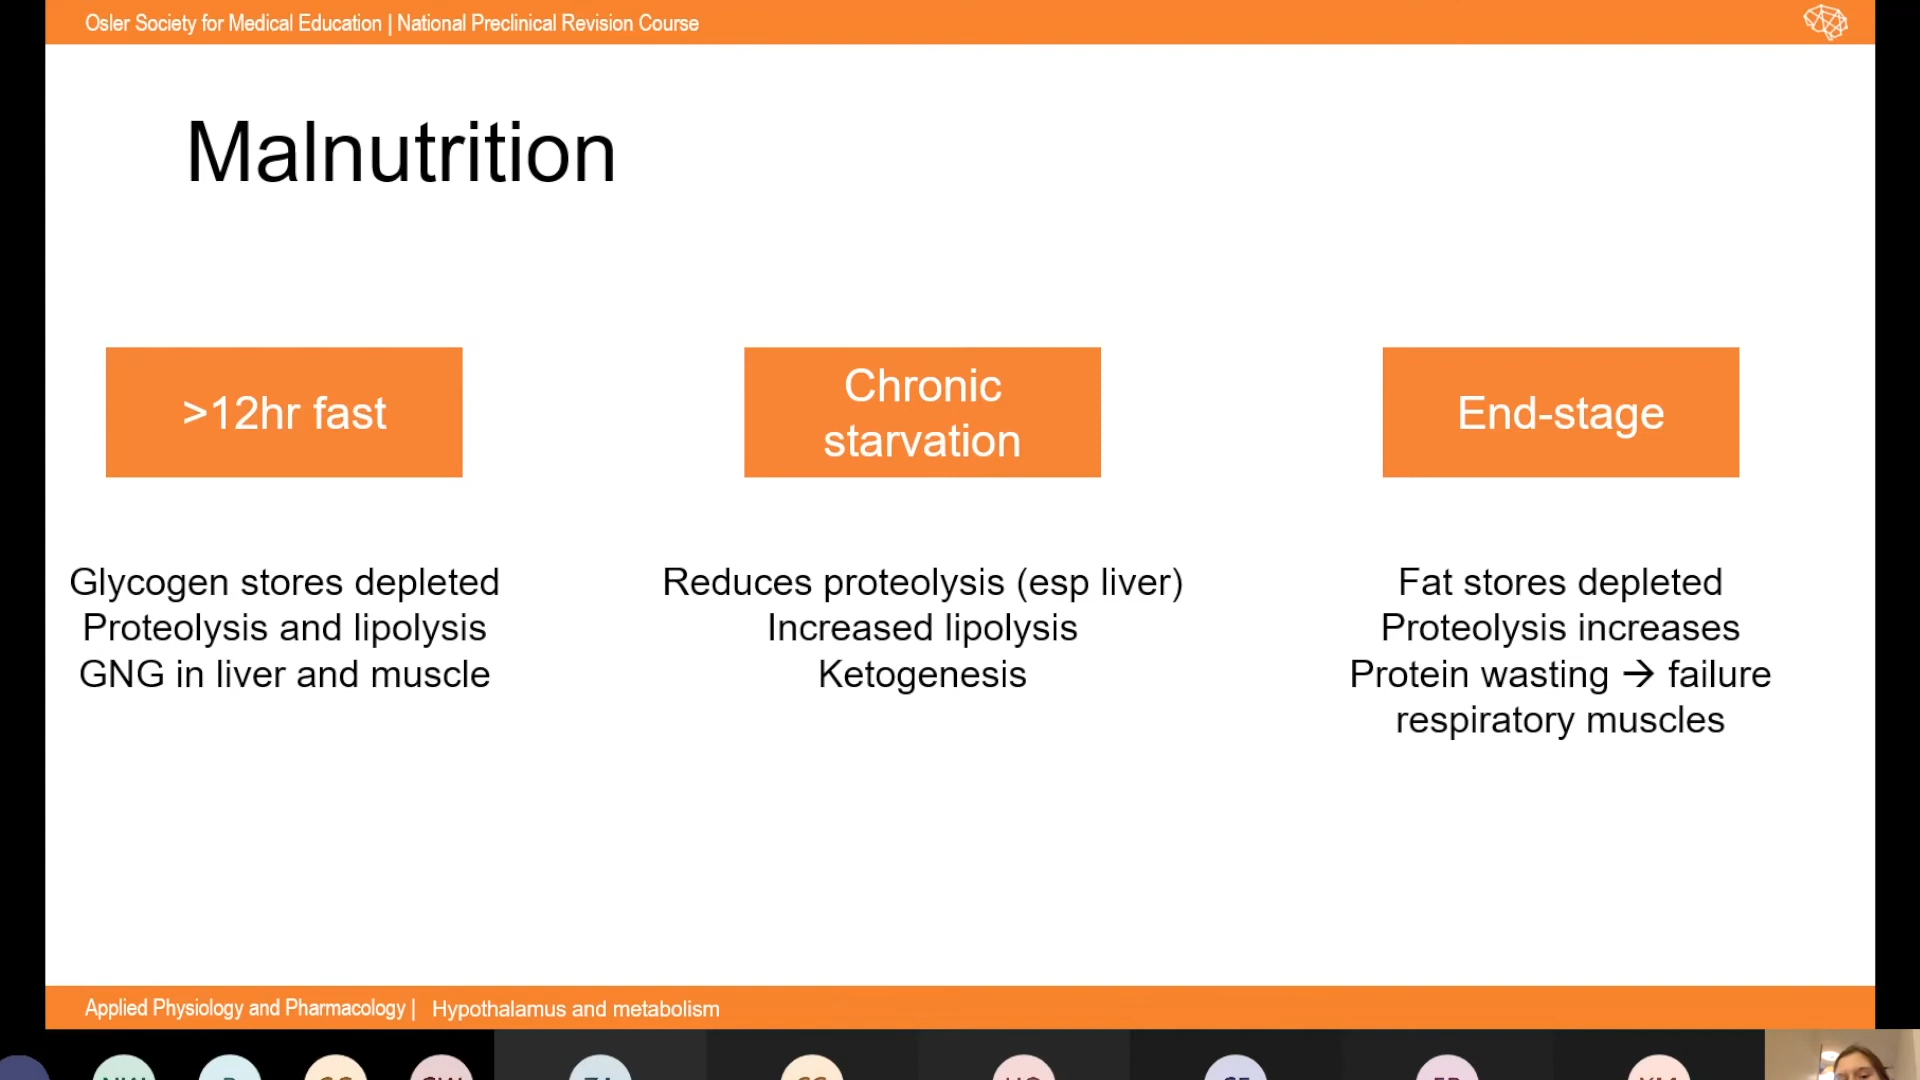 Osler Society for Medical Education | National Preclinical Revision Course
Malnutrition
>12hr fast
Glycogen stores depleted
Proteolysis and lipolysis
GNG in liver and muscle
Chronic
starvation
Reduces proteolysis (esp liver)
Increased lipolysis
Ketogenesis
End-stage
Fat stores depleted
Proteolysis increases
Protein wasting → failure
respiratory muscles
Applied Physiology and Pharmacology | Hypothalamus and metabolism